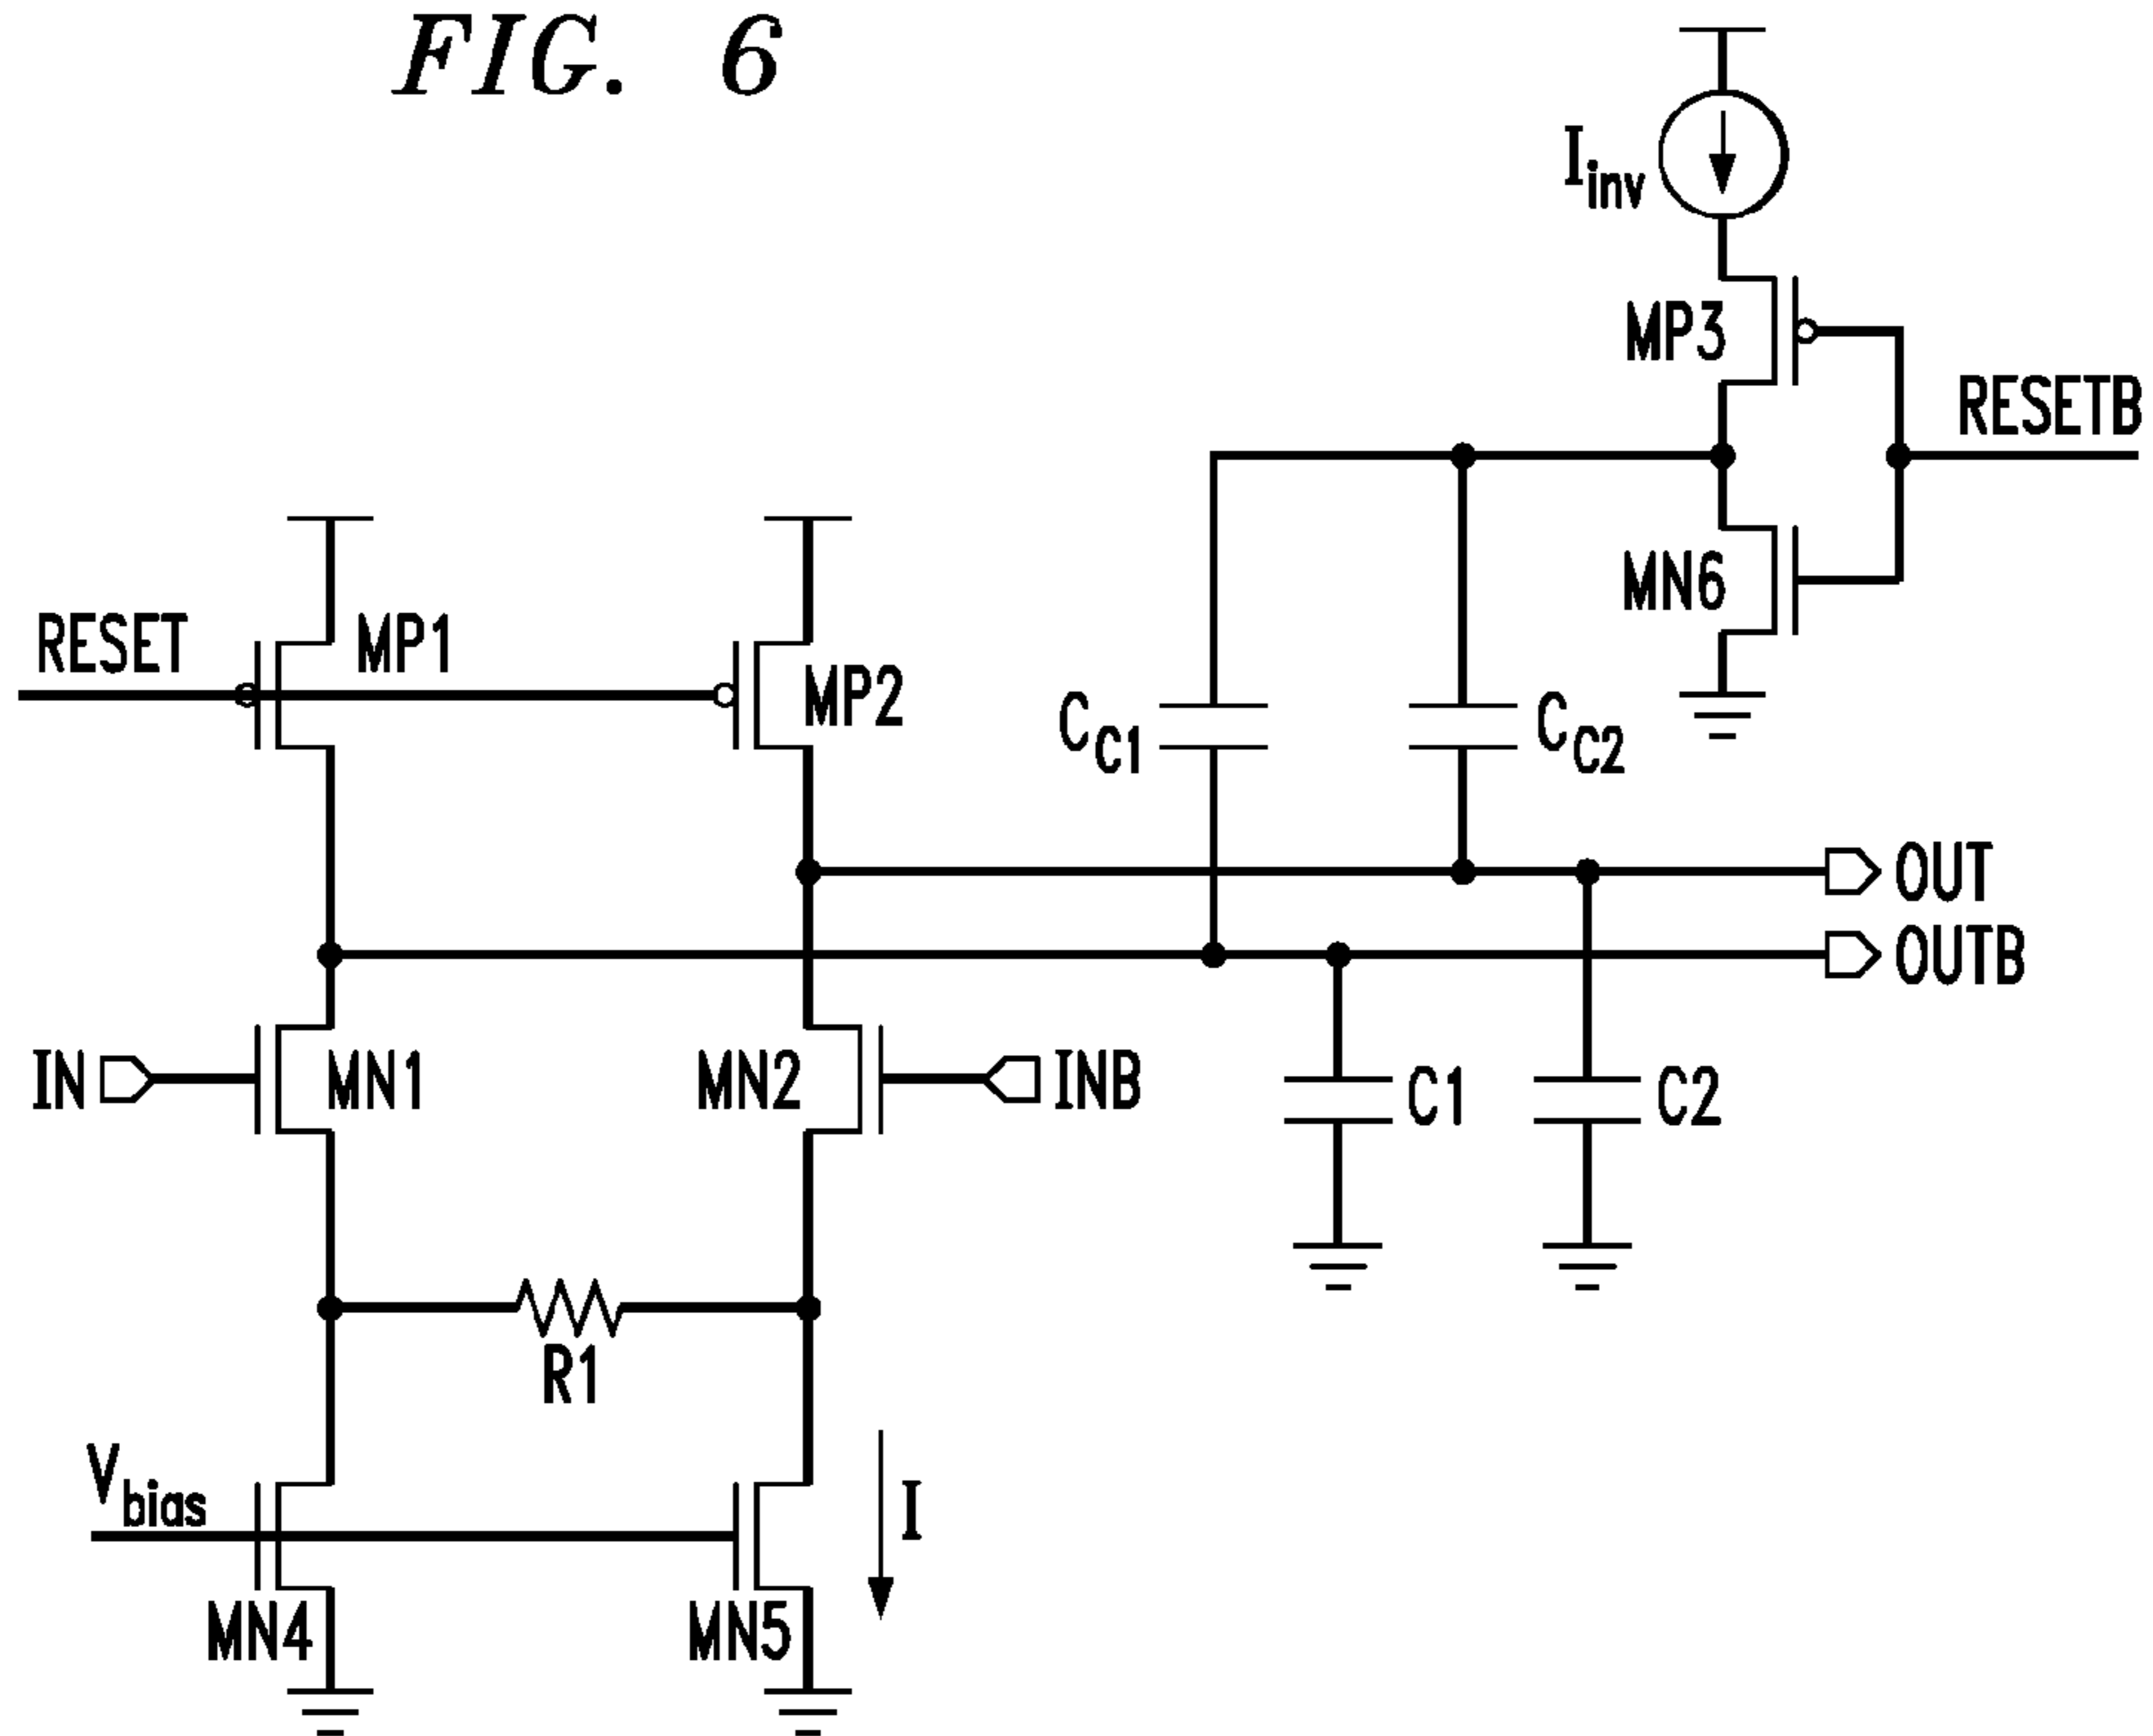 FIG. 6
Iinv
MP3
RESETB
MN6
RESET
MP1
MP2
CC1
CC2
OUT
OUTB
IN
MN1
MN2
INB
C1
C2
R1
Vbias
I
MN4
MN5